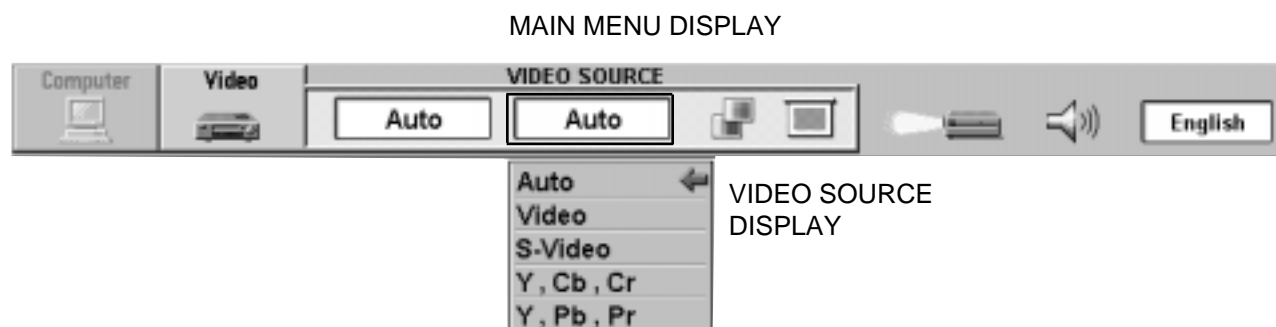 MAIN MENU DISPLAY
Computer
Video
VIDEO SOURCE
Auto
Auto
English
Auto
Video
S-Video
Y , Cb , Cr
Y , Pb , Pr
VIDEO SOURCE
DISPLAY